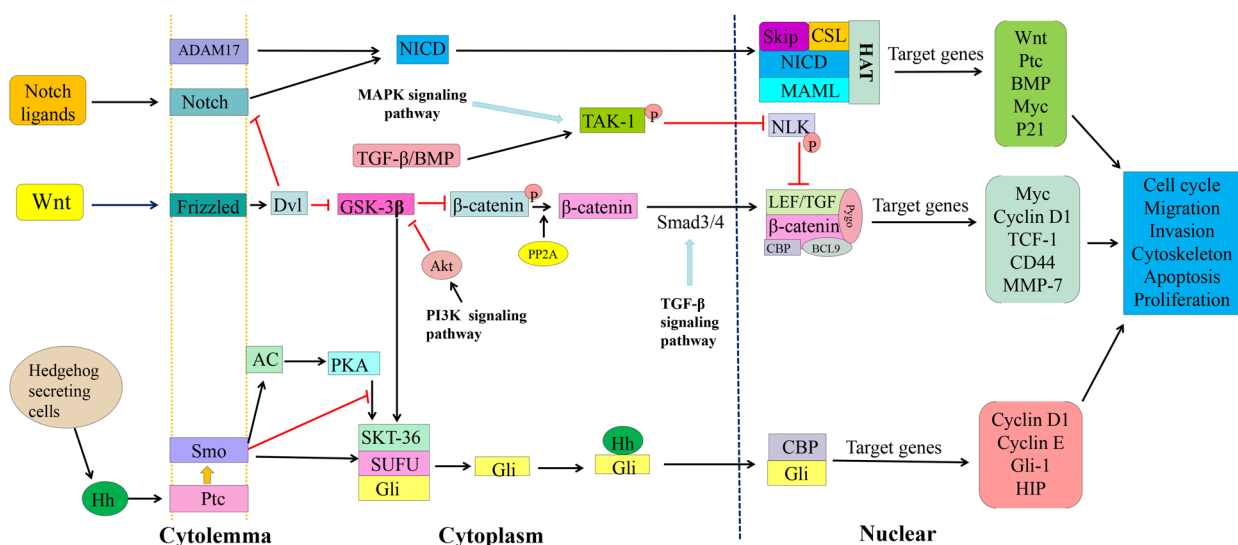 ADAM17
NICD
Skip
CSL
HAT
NICD
MAML
Target genes
Wnt
Ptc
BMP
Myc
P21
Notch
ligands
Notch
MAPK signaling
pathway
TAK-1
P
NLK
P
TGF-β/BMP
Wnt
Frizzled
Dvl
GSK-3β
β-catenin
P
β-catenin
Smad3/4
LEF/TGF
β-catenin
Pygo
CBP
BCL9
Target genes
Myc
Cyclin D1
TCF-1
CD44
MMP-7
Cell cycle
Migration
Invasion
Cytoskeleton
Apoptosis
Proliferation
Akt
PP2A
PI3K signaling
pathway
TGF-β
signaling
pathway
Hedgehog
secreting
cells
AC
PKA
Smo
SKT-36
SUFU
Gli
Gli
Hh
Gli
CBP
Gli
Target genes
Cyclin D1
Cyclin E
Gli-1
HIP
Hh
Ptc
Cytolemma
Cytoplasm
Nuclear